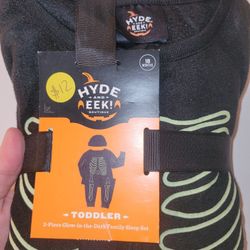 HYDE
AND
EEK!
BOUTIQUE
18
MONTHS
$12
HYDE
AND
EEK!
BOUTIQUE
TODDLER
2-Piece Glow-in-the-Dark Family Sleep Set